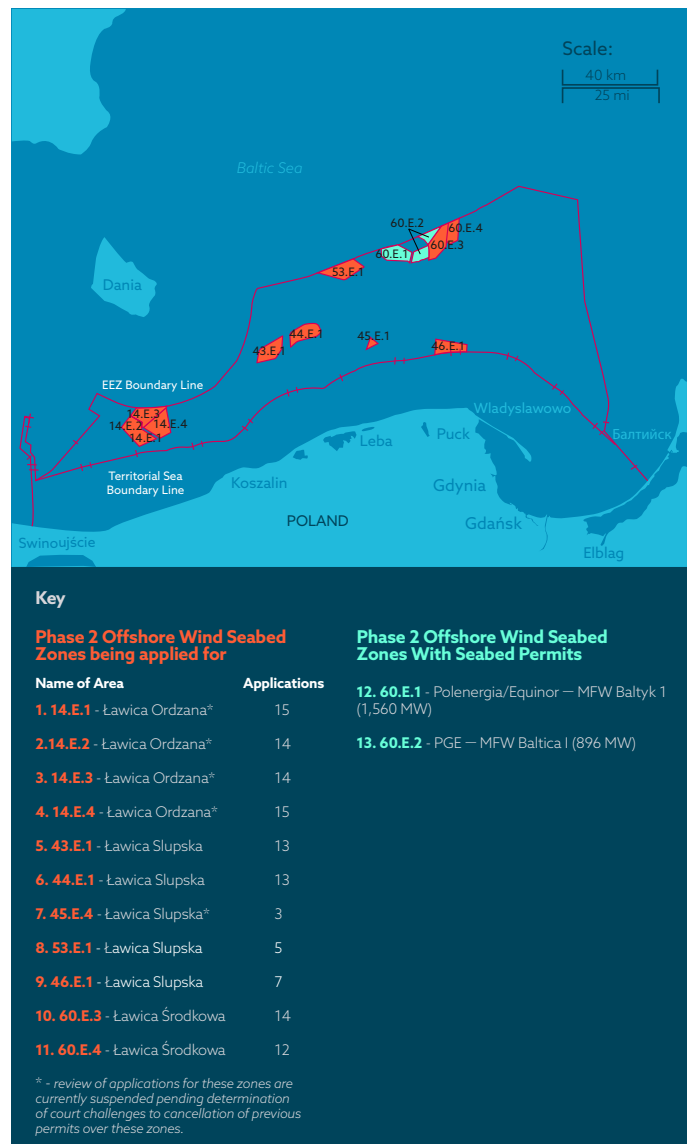 Scale:
40 km
25 mi
Baltic Sea
60.E.2
60.E.4
60.E.1
60.E.3
53.E.1
Dania
44.E.1
45.E.1
43.E.1
46.E.1
EEZ Boundary Line
14.E.3
14.E.2
14.E.4
14.E.1
Wladyslawowo
Puck
Балтийск
Leba
Territorial Sea
Boundary Line
Koszalin
Gdynia
POLAND
Gdańsk
Swinoujście
Elblag
Key
Phase 2 Offshore Wind Seabed
Zones being applied for
Name of Area Applications
1. 14.E.1 - Ławica Ordzana* 15
2.14.E.2 - Ławica Ordzana* 14
3. 14.E.3 - Ławica Ordzana* 14
4. 14.E.4 - Ławica Ordzana* 15
5. 43.E.1 - Ławica Slupska 13
6. 44.E.1 - Ławica Slupska 13
7. 45.E.4 - Ławica Slupska* 3
8. 53.E.1 - Ławica Slupska 5
9. 46.E.1 - Ławica Slupska 7
10. 60.E.3 - Ławica Środkowa 14
11. 60.E.4 - Ławica Środkowa 12
* - review of applications for these zones are
currently suspended pending determination
of court challenges to cancellation of previous
permits over these zones.
Phase 2 Offshore Wind Seabed
Zones With Seabed Permits
12. 60.E.1 - Polenergia/Equinor — MFW Baltyk 1
(1,560 MW)
13. 60.E.2 - PGE — MFW Baltica I (896 MW)